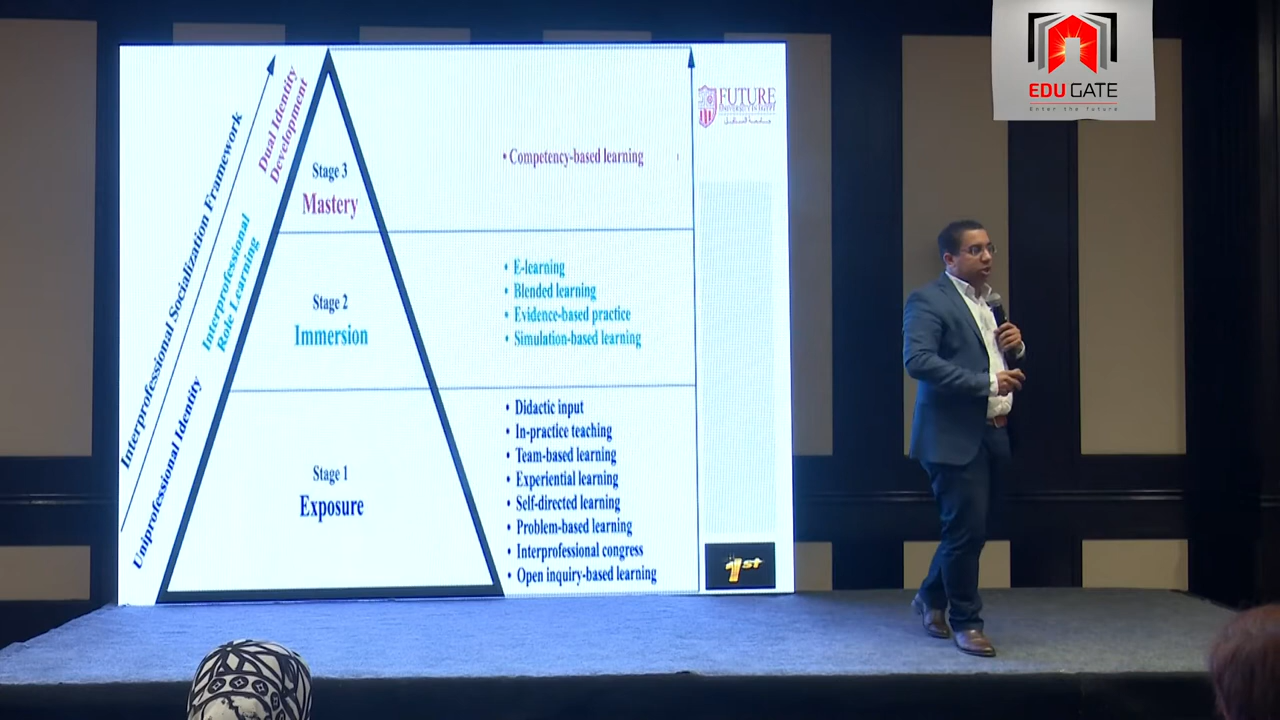 EDU GATE
Enter the future
FUTURE
UNIVERSITY IN EGYPT
Interprofessional Socialization Framework
Dual Identity
Development
Interprofessional
Role Learning
Uniprofessional Identity
Stage 3
Mastery
• Competency-based learning
Stage 2
Immersion
• E-learning
• Blended learning
• Evidence-based practice
• Simulation-based learning
Stage 1
Exposure
• Didactic input
• In-practice teaching
• Team-based learning
• Experiential learning
• Self-directed learning
• Problem-based learning
• Interprofessional congress
• Open inquiry-based learning
1st